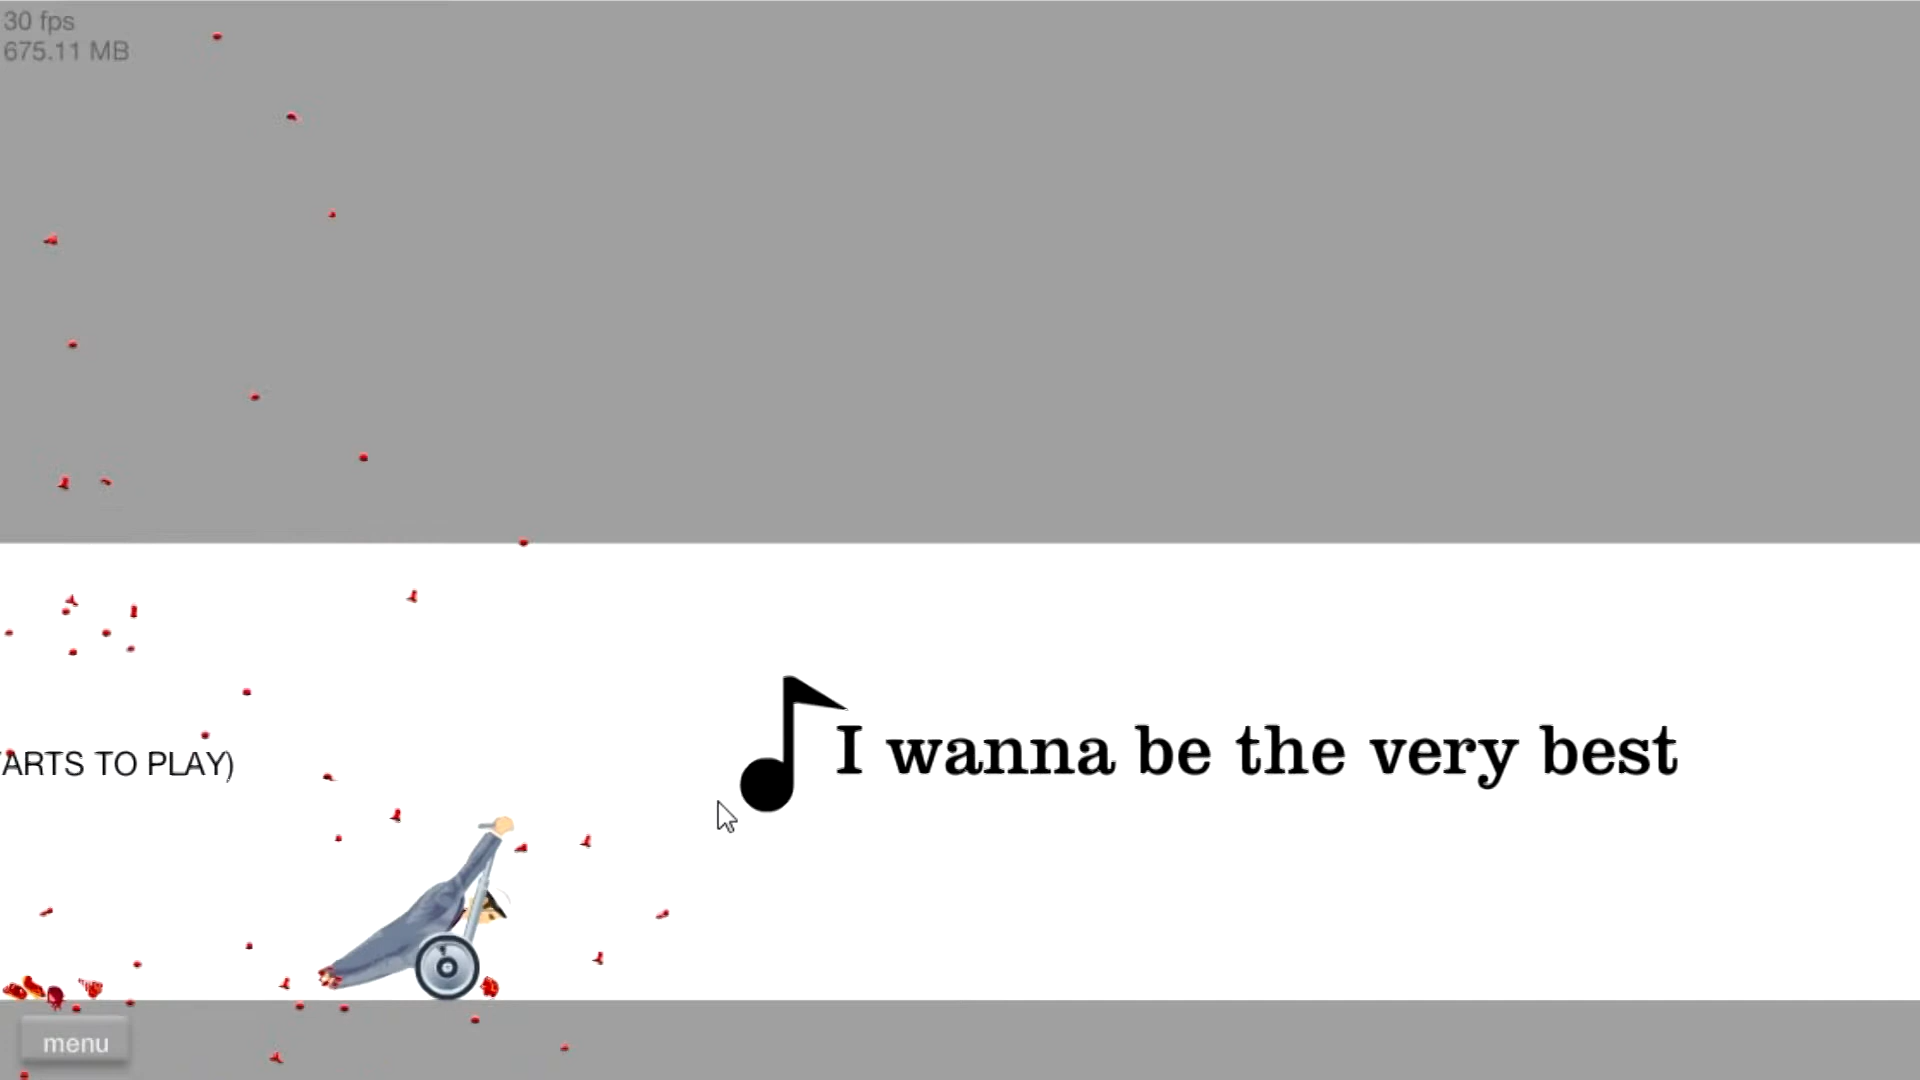 30 fps
675.11 MB
ARTS TO PLAY)
I wanna be the very best
menu